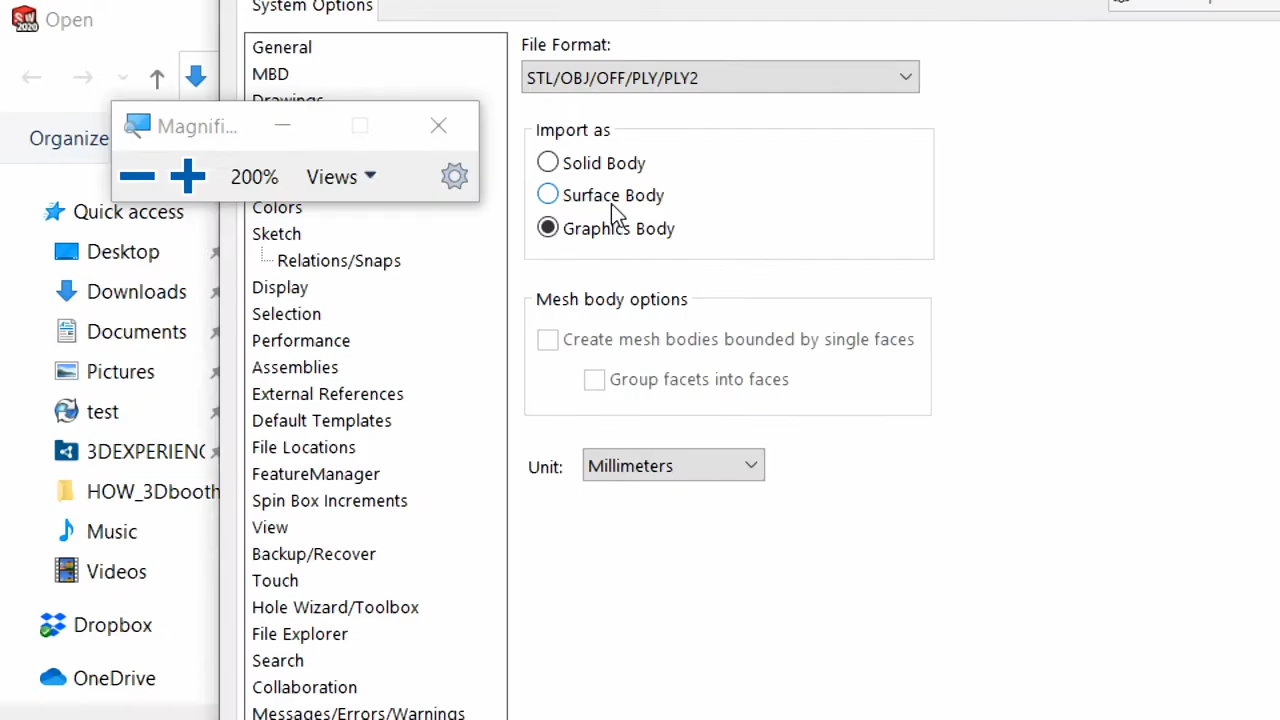 SW
2020
Open
Organize
Quick access
Desktop
Downloads
Documents
Pictures
test
3DEXPERIENC
HOW_3Dbooth
Music
Videos
Dropbox
OneDrive
Magnifi...
200%
Views
System Options
General
MBD
Drawings
Colors
Sketch
Relations/Snaps
Display
Selection
Performance
Assemblies
External References
Default Templates
File Locations
FeatureManager
Spin Box Increments
View
Backup/Recover
Touch
Hole Wizard/Toolbox
File Explorer
Search
Collaboration
Messages/Errors/Warnings
File Format:
STL/OBJ/OFF/PLY/PLY2
Import as
Solid Body
Surface Body
Graphics Body
Mesh body options
Create mesh bodies bounded by single faces
Group facets into faces
Unit:
Millimeters